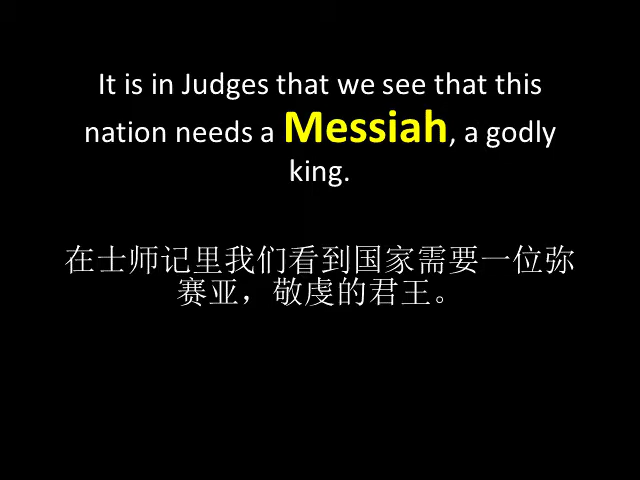 It is in Judges that we see that this
nation needs a Messiah, a godly
king.
在士师记里我们看到国家需要一位弥
赛亚，敬虔的君王。